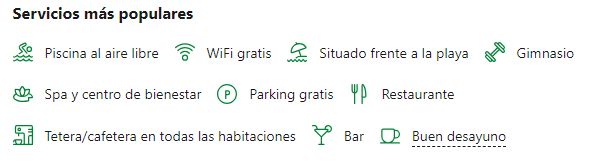 Servicios más populares
Piscina al aire libre WiFi gratis Situado frente a la playa Gimnasio
Spa y centro de bienestar P Parking gratis Restaurante
Tetera/cafetera en todas las habitaciones Bar Buen desayuno